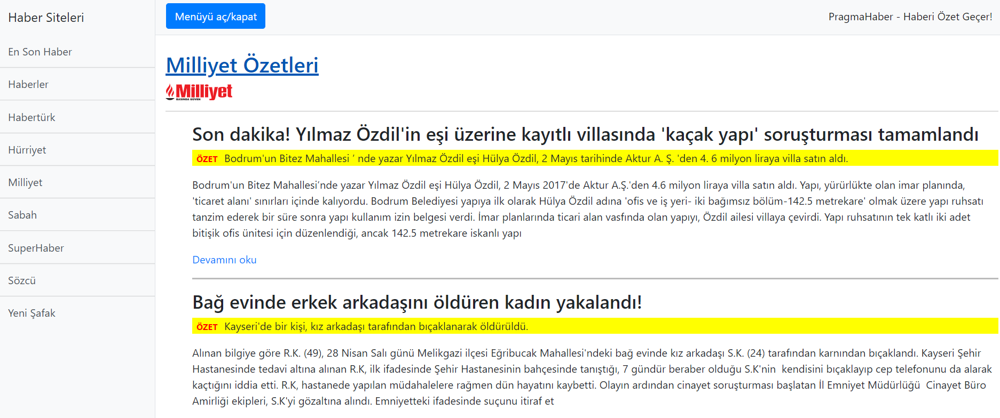 Haber Siteleri
En Son Haber
Haberler
Habertürk
Hürriyet
Milliyet
Sabah
SuperHaber
Sözcü
Yeni Şafak
Menüyü aç/kapat
PragmaHaber - Haberi Özet Geçer!
Milliyet Özetleri
Milliyet
BASINDA GÜVEN
Son dakika! Yılmaz Özdil'in eşi üzerine kayıtlı villasında 'kaçak yapı' soruşturması tamamlandı
ÖZET Bodrum'un Bitez Mahallesi ’ nde yazar Yılmaz Özdil eşi Hülya Özdil, 2 Mayıs tarihinde Aktur A. Ş. 'den 4. 6 milyon liraya villa satın aldı.
Bodrum'un Bitez Mahallesi’nde yazar Yılmaz Özdil eşi Hülya Özdil, 2 Mayıs 2017'de Aktur A.Ş.'den 4.6 milyon liraya villa satın aldı. Yapı, yürürlükte olan imar planında,
'ticaret alanı' sınırları içinde kalıyordu. Bodrum Belediyesi yapıya ilk olarak Hülya Özdil adına 'ofis ve iş yeri- iki bağımsız bölüm-142.5 metrekare' olmak üzere yapı ruhsatı
tanzim ederek bir süre sonra yapı kullanım izin belgesi verdi. İmar planlarında ticari alan vasfında olan yapıyı, Özdil ailesi villaya çevirdi. Yapı ruhsatının tek katlı iki adet
bitişik ofis ünitesi için düzenlendiği, ancak 142.5 metrekare iskanlı yapı
Devamını oku
Bağ evinde erkek arkadaşını öldüren kadın yakalandı!
ÖZET Kayseri'de bir kişi, kız arkadaşı tarafından bıçaklanarak öldürüldü.
Alınan bilgiye göre R.K. (49), 28 Nisan Salı günü Melikgazi ilçesi Eğribucak Mahallesi'ndeki bağ evinde kız arkadaşı S.K. (24) tarafından karnından bıçaklandı. Kayseri Şehir
Hastanesinde tedavi altına alınan R.K, ilk ifadesinde Şehir Hastanesinin bahçesinde tanıştığı, 7 gündür beraber olduğu S.K'nin kendisini bıçaklayıp cep telefonunu da alarak
kaçtığını iddia etti. R.K, hastanede yapılan müdahalelere rağmen dün hayatını kaybetti. Olayın ardından cinayet soruşturması başlatan İl Emniyet Müdürlüğü Cinayet Büro
Amirliği ekipleri, S.K'yi gözaltına alındı. Emniyetteki ifadesinde suçunu itiraf et